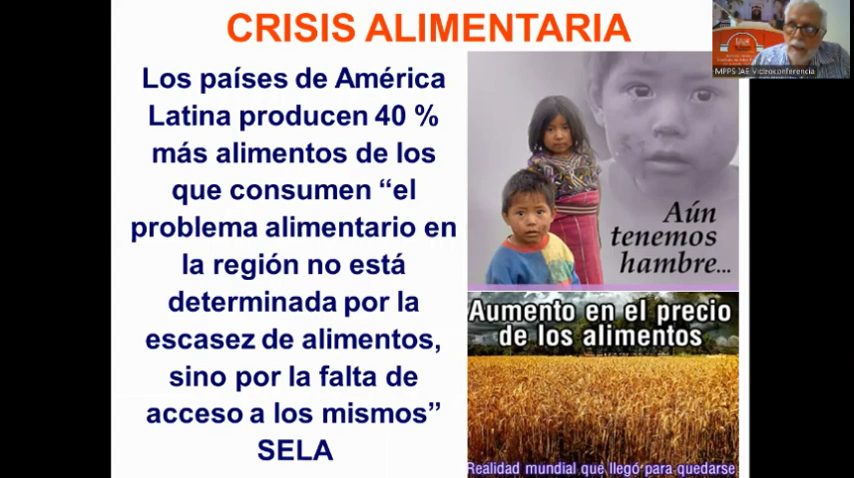 CRISIS ALIMENTARIA
Los países de América
Latina producen 40 %
más alimentos de los
que consumen “el
problema alimentario en
la región no está
determinada por la
escasez de alimentos,
sino por la falta de
acceso a los mismos”
SELA
Aún
tenemos
hambre...
Aumento en el precio
de los alimentos
Realidad mundial que llegó para quedarse
MPPS IAE Videoconferencia